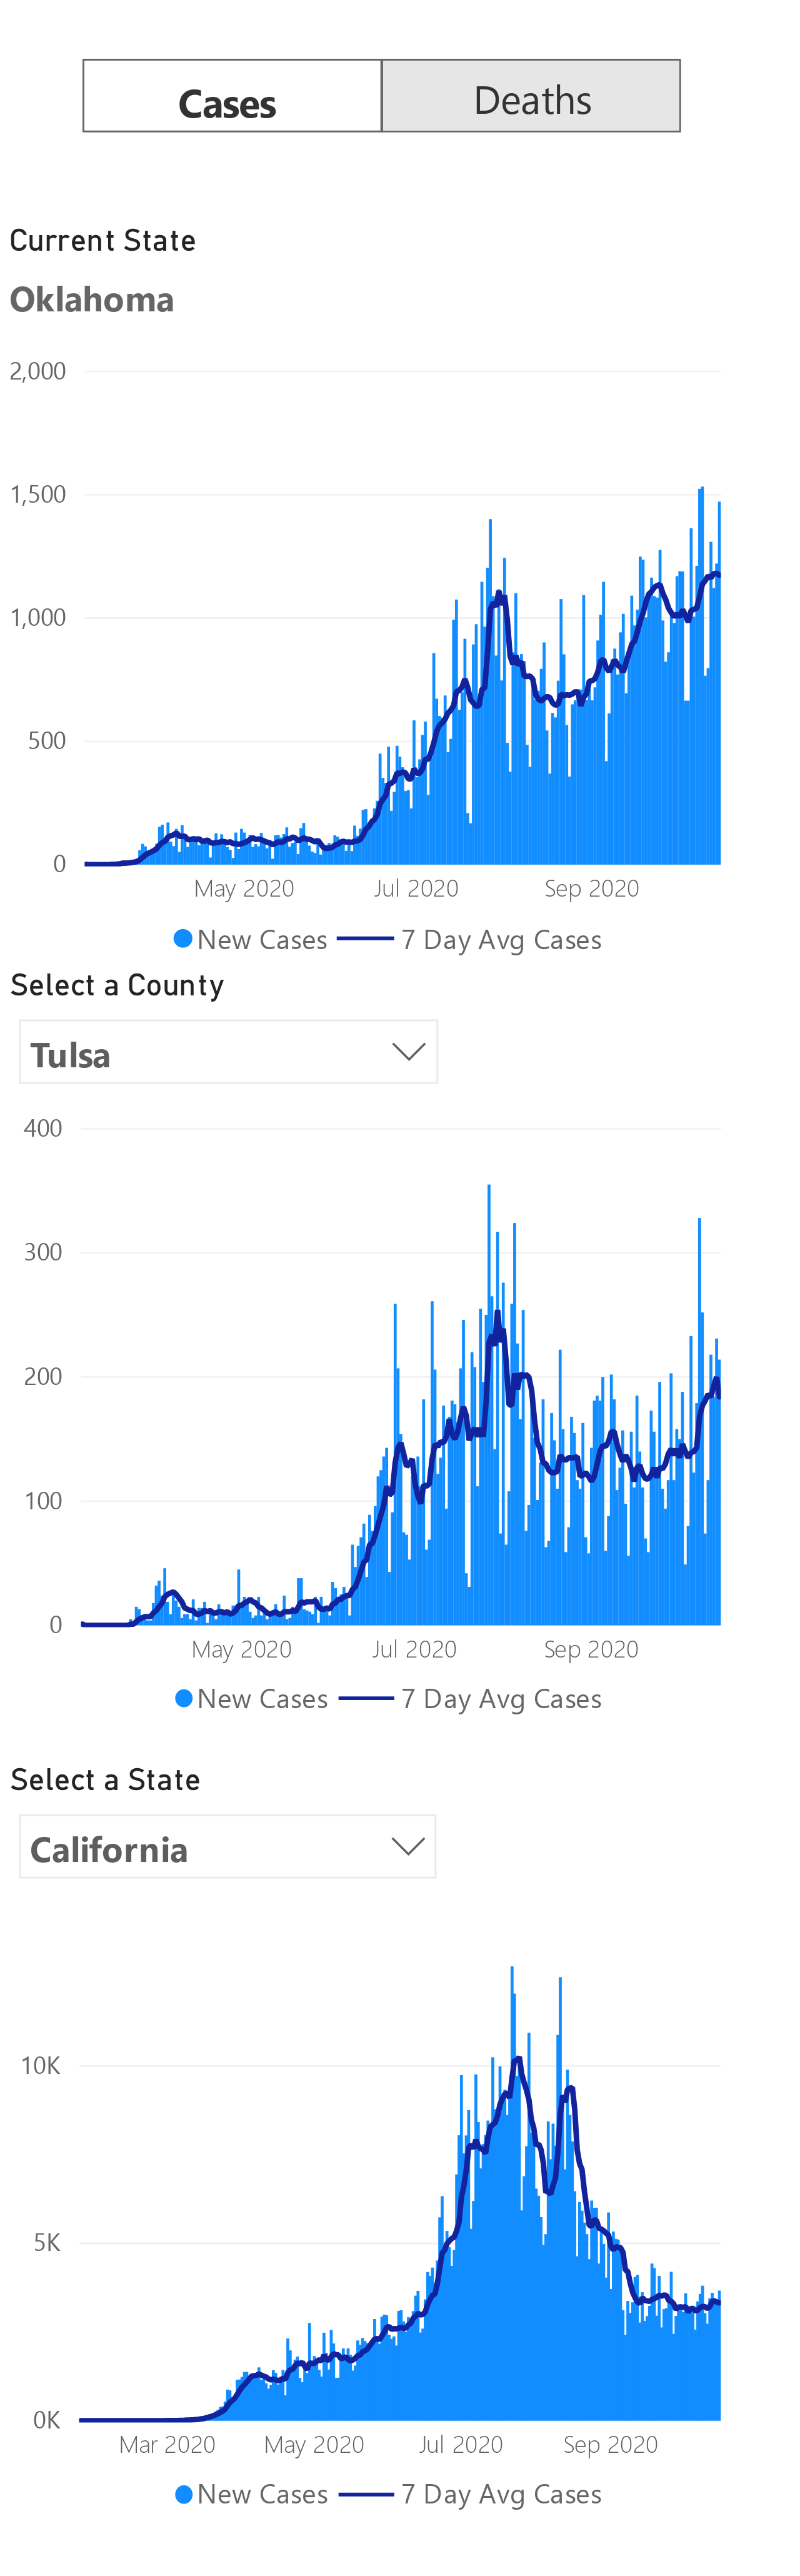 Cases Deaths
Current State
Oklahoma
2,000
1,500
1,000
500
0
May 2020 Jul 2020 Sep 2020
New Cases 7 Day Avg Cases
Select a County
Tulsa
400
300
200
100
0
May 2020 Jul 2020 Sep 2020
New Cases 7 Day Avg Cases
Select a State
California
10K
5K
0K
Mar 2020 May 2020 Jul 2020 Sep 2020
New Cases 7 Day Avg Cases